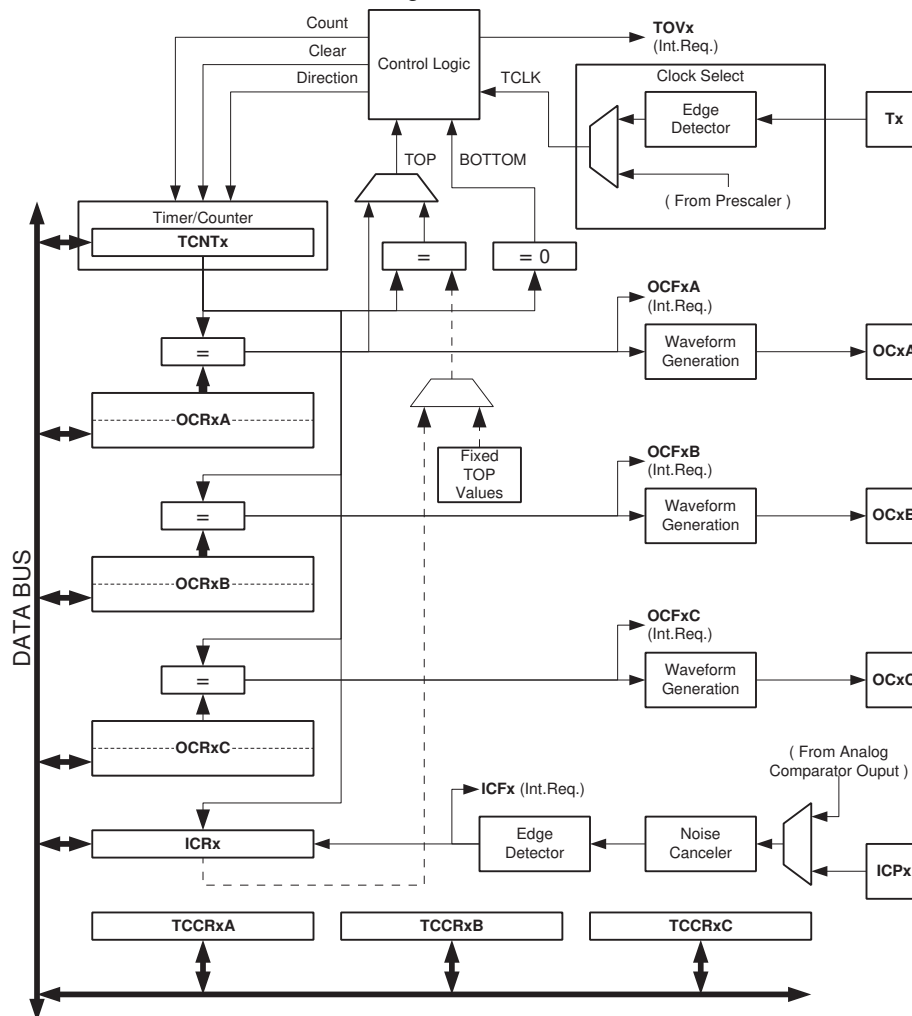 Count
Clear
Direction
Control Logic
TOVx
(Int.Req.)
TCLK
Clock Select
Edge
Detector
Tx
( From Prescaler )
TOP
BOTTOM
Timer/Counter
TCNTx
=
= 0
=
OCRxA
OCFxA
(Int.Req.)
Waveform
Generation
OCxA
Fixed
TOP
Values
=
OCRxB
OCFxB
(Int.Req.)
Waveform
Generation
OCxB
DATA BUS
=
OCRxC
OCFxC
(Int.Req.)
Waveform
Generation
OCxC
( From Analog
Comparator Ouput )
ICFx (Int.Req.)
ICRx
Edge
Detector
Noise
Canceler
ICPx
TCCRxA
TCCRxB
TCCRxC